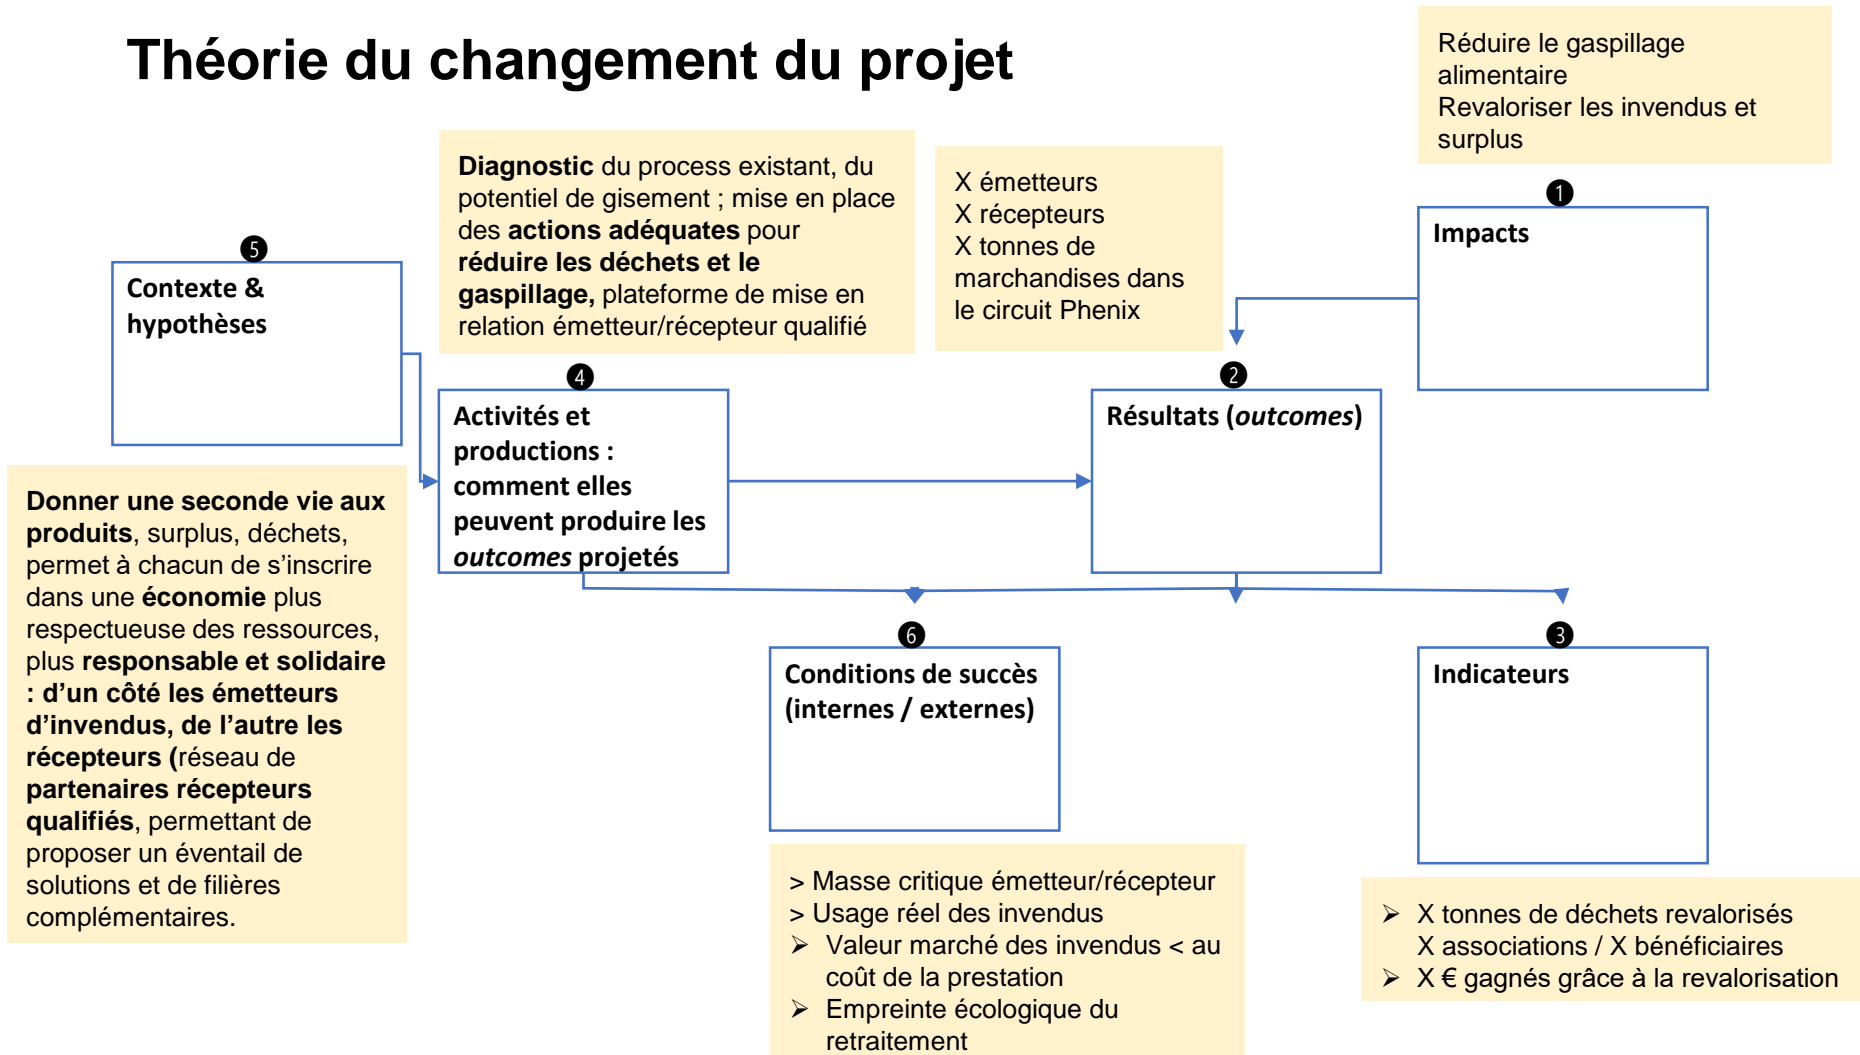 Théorie du changement du projet
Réduire le gaspillage
alimentaire
Revaloriser les invendus et
surplus
❶
Impacts
Diagnostic du process existant, du
potentiel de gisement ; mise en place
des actions adéquates pour
réduire les déchets et le
gaspillage, plateforme de mise en
relation émetteur/récepteur qualifié
X émetteurs
X récepteurs
X tonnes de
marchandises dans
le circuit Phenix
❺
Contexte &
hypothèses
❹
Activités et
productions :
comment elles
peuvent produire les
outcomes projetés
❷
Résultats (outcomes)
Donner une seconde vie aux
produits, surplus, déchets,
permet à chacun de s’inscrire
dans une économie plus
respectueuse des ressources,
plus responsable et solidaire
: d’un côté les émetteurs
d’invendus, de l’autre les
récepteurs (réseau de
partenaires récepteurs
qualifiés, permettant de
proposer un éventail de
solutions et de filières
complémentaires.
❻
Conditions de succès
(internes / externes)
❸
Indicateurs
> Masse critique émetteur/récepteur
> Usage réel des invendus
➢ Valeur marché des invendus < au
coût de la prestation
➢ Empreinte écologique du
retraitement
➢ X tonnes de déchets revalorisés
X associations / X bénéficiaires
➢ X € gagnés grâce à la revalorisation